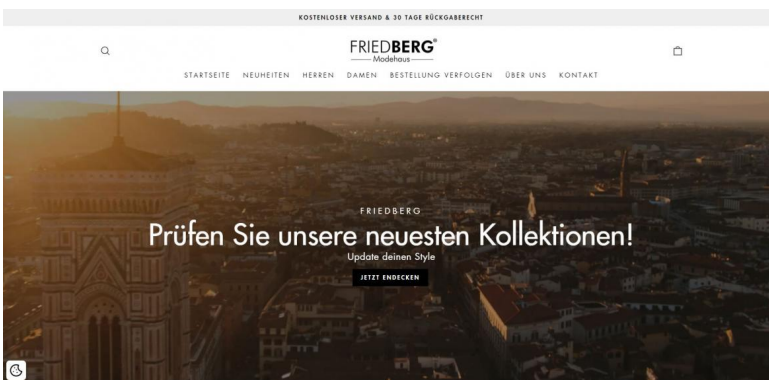 KOSTENLOSER VERSAND & 30 TAGE RÜCKGABERECHT
FRIEDBERG®
Modehaus
STARTSEITE NEUHEITEN HERREN DAMEN BESTELLUNG VERFOLGEN ÜBER UNS KONTAKT
FRIEDBERG
Prüfen Sie unsere neuesten Kollektionen!
Update deinen Style
JETZT ENDECKEN